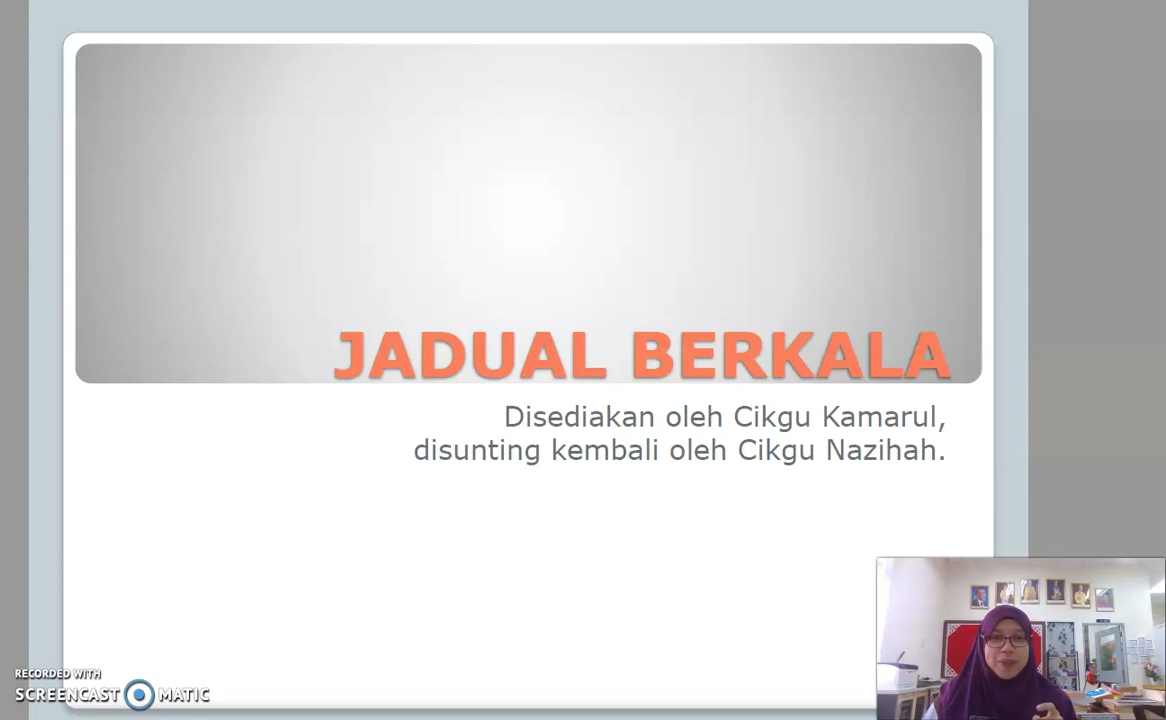 JADUAL BERKALA
Disediakan oleh Cikgu Kamarul,
disunting kembali oleh Cikgu Nazihah.
RECORDED WITH
SCREENCAST MATIC